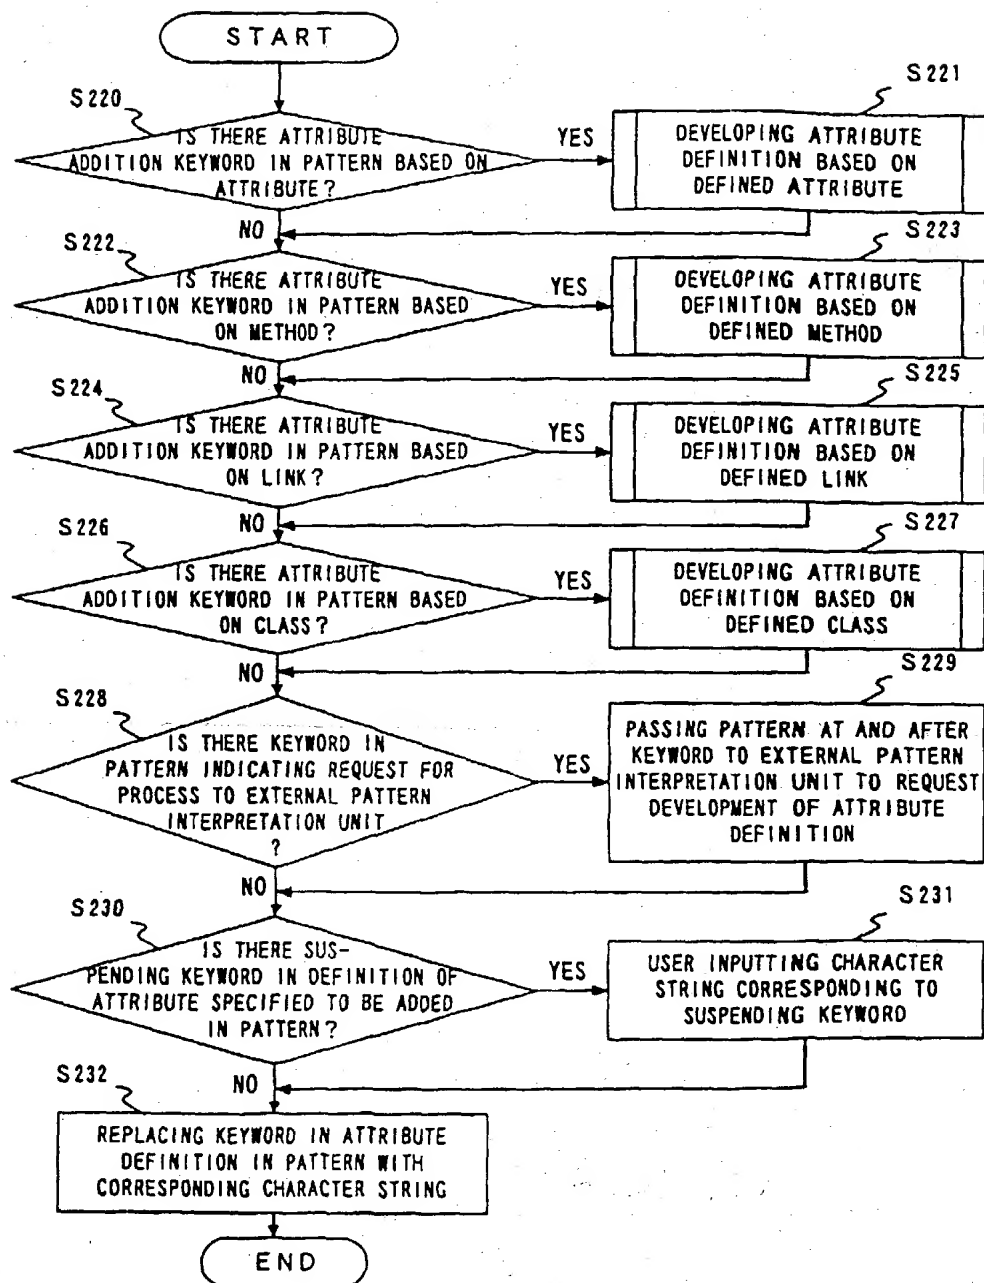 START
S220
IS THERE ATTRIBUTE
ADDITION KEYWORD IN PATTERN BASED ON
ATTRIBUTE?
YES
S221
DEVELOPING ATTRIBUTE
DEFINITION BASED ON
DEFINED ATTRIBUTE
NO
S222
IS THERE ATTRIBUTE
ADDITION KEYWORD IN PATTERN BASED
ON METHOD?
YES
S223
DEVELOPING ATTRIBUTE
DEFINITION BASED ON
DEFINED METHOD
NO
S224
IS THERE ATTRIBUTE
ADDITION KEYWORD IN PATTERN BASED
ON LINK?
YES
S225
DEVELOPING ATTRIBUTE
DEFINITION BASED ON
DEFINED LINK
NO
S226
IS THERE ATTRIBUTE
ADDITION KEYWORD IN PATTERN BASED
ON CLASS?
YES
S227
DEVELOPING ATTRIBUTE
DEFINITION BASED ON
DEFINED CLASS
NO
S228
IS THERE KEYWORD IN
PATTERN INDICATING REQUEST FOR
PROCESS TO EXTERNAL PATTERN
INTERPRETATION UNIT
?
YES
S229
PASSING PATTERN AT AND AFTER
KEYWORD TO EXTERNAL PATTERN
INTERPRETATION UNIT TO REQUEST
DEVELOPMENT OF ATTRIBUTE
DEFINITION
NO
S230
IS THERE SUS-
PENDING KEYWORD IN DEFINITION OF
ATTRIBUTE SPECIFIED TO BE ADDED
IN PATTERN?
YES
S231
USER INPUTTING CHARACTER
STRING CORRESPONDING TO
SUSPENDING KEYWORD
NO
S232
REPLACING KEYWORD IN ATTRIBUTE
DEFINITION IN PATTERN WITH
CORRESPONDING CHARACTER STRING
END